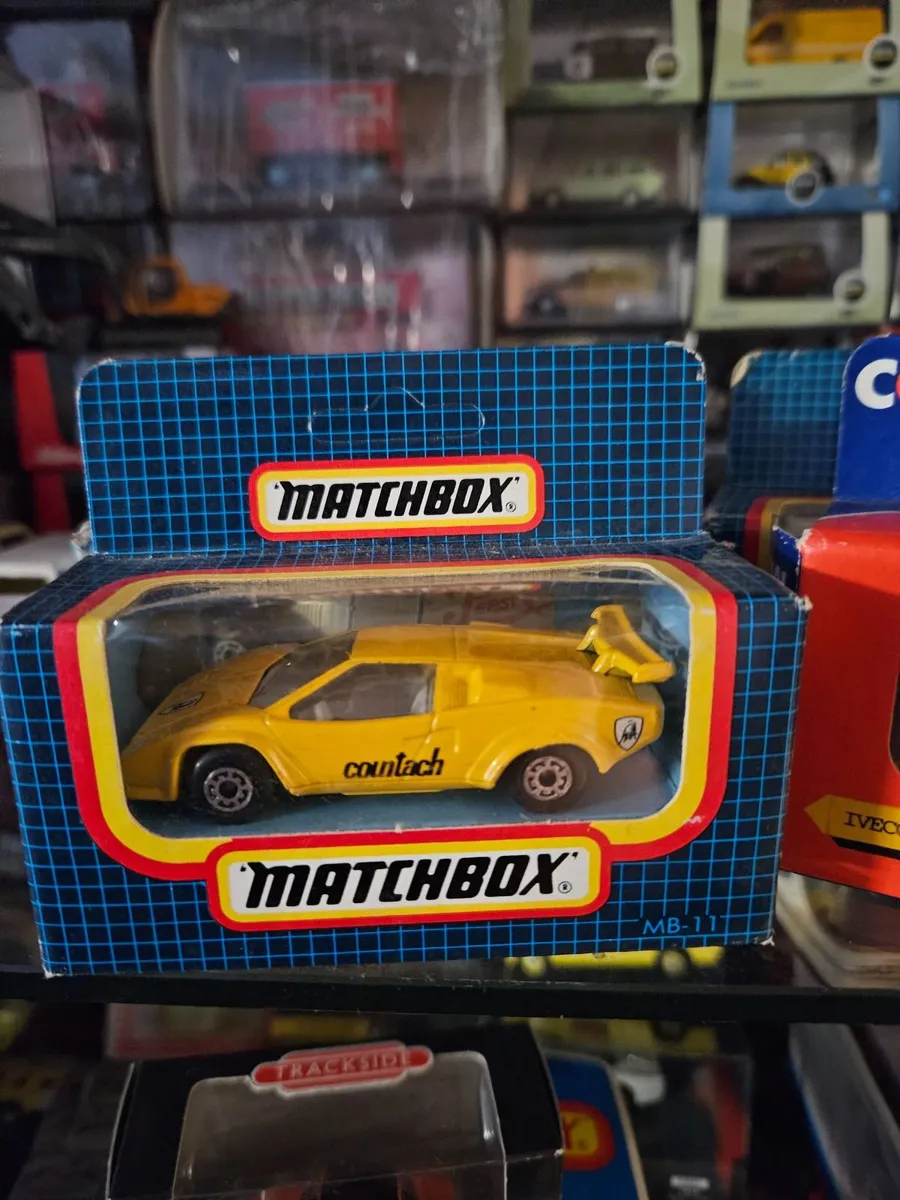 'MATCHBOX'®
countach
'MATCHBOX'®
MB-11
C
IVECO
TRACKSIDE